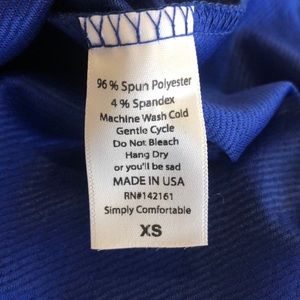 96 % Spun Polyester
4 % Spandex
Machine Wash Cold
Gentle Cycle
Do Not Bleach
Hang Dry
or you'll be sad
MADE IN USA
RN#142161
Simply Comfortable
XS